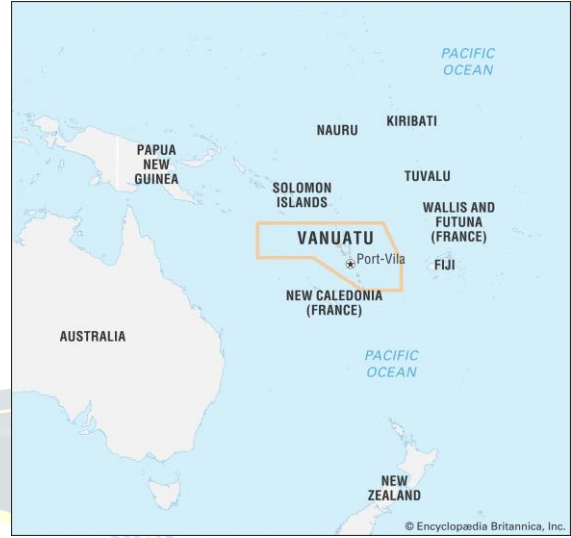 PACIFIC
OCEAN
KIRIBATI
NAURU
PAPUA
NEW
GUINEA
TUVALU
SOLOMON
ISLANDS
WALLIS AND
FUTUNA
(FRANCE)
VANUATU
Port-Vila
FIJI
NEW CALEDONIA
(FRANCE)
AUSTRALIA
PACIFIC
OCEAN
NEW
ZEALAND
© Encyclopædia Britannica, Inc.